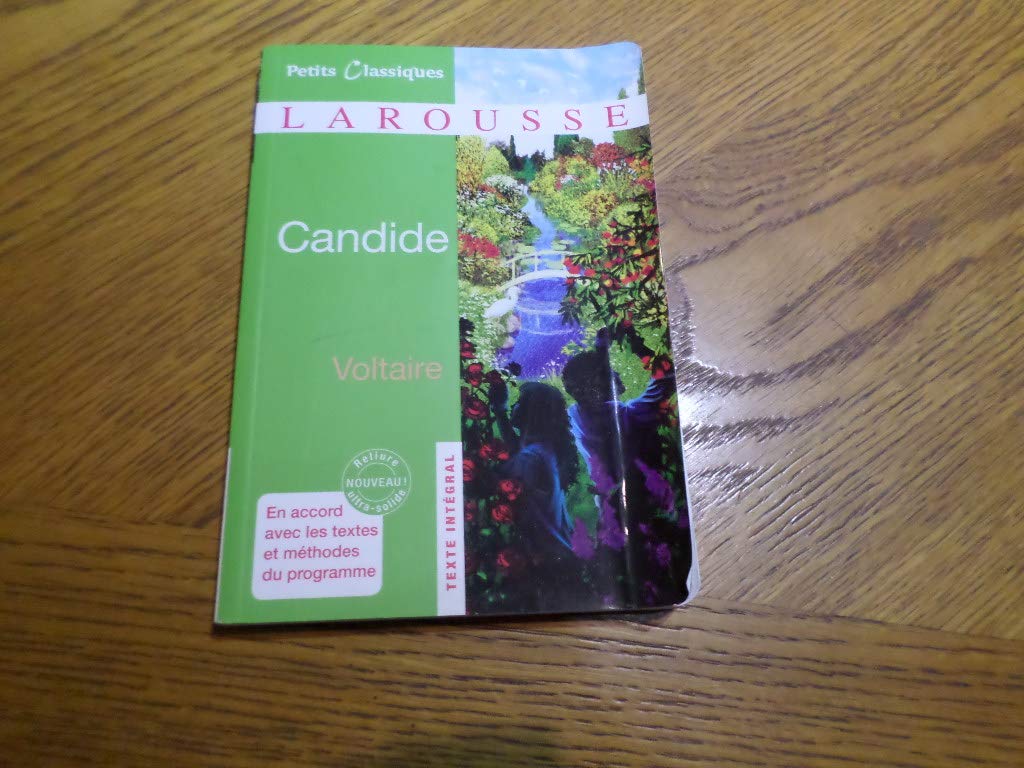 Petits Classiques
LAROUSSE
Candide
Voltaire
Reliure
NOUVEAU!
ultra-solide
En accord
avec les textes
et méthodes
du programme
TEXTE INTÉGRAL